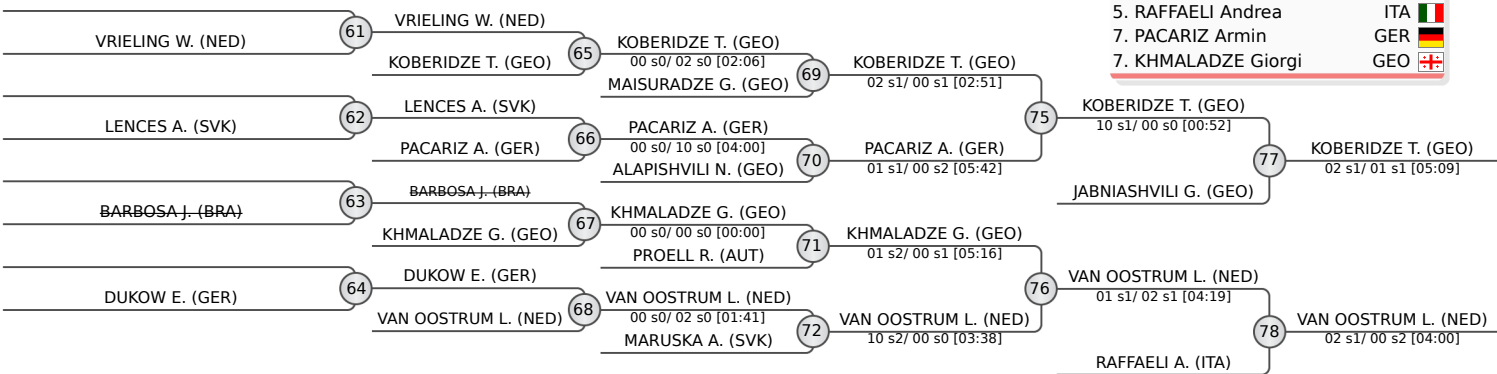 5. RAFFAELI Andrea ITA
7. PACARIZ Armin GER
7. KHMALADZE Giorgi GEO
VRIELING W. (NED)
61
VRIELING W. (NED)
KOBERIDZE T. (GEO)
65
KOBERIDZE T. (GEO)
00 s0/ 02 s0 [02:06]
MAISURADZE G. (GEO)
69
KOBERIDZE T. (GEO)
02 s1/ 00 s1 [02:51]
LENCES A. (SVK)
62
LENCES A. (SVK)
PACARIZ A. (GER)
66
PACARIZ A. (GER)
00 s0/ 10 s0 [04:00]
ALAPISHVILI N. (GEO)
70
PACARIZ A. (GER)
01 s1/ 00 s2 [05:42]
75
KOBERIDZE T. (GEO)
10 s1/ 00 s0 [00:52]
JABNIASHVILI G. (GEO)
77
KOBERIDZE T. (GEO)
02 s1/ 01 s1 [05:09]
BARBOSA J. (BRA)
63
BARBOSA J. (BRA)
KHMALADZE G. (GEO)
67
KHMALADZE G. (GEO)
00 s0/ 00 s0 [00:00]
PROELL R. (AUT)
71
KHMALADZE G. (GEO)
01 s2/ 00 s1 [05:16]
DUKOW E. (GER)
64
DUKOW E. (GER)
VAN OOSTRUM L. (NED)
68
VAN OOSTRUM L. (NED)
00 s0/ 02 s0 [01:41]
MARUSKA A. (SVK)
72
VAN OOSTRUM L. (NED)
10 s2/ 00 s0 [03:38]
76
VAN OOSTRUM L. (NED)
01 s1/ 02 s1 [04:19]
RAFFAELI A. (ITA)
78
VAN OOSTRUM L. (NED)
02 s1/ 00 s2 [04:00]